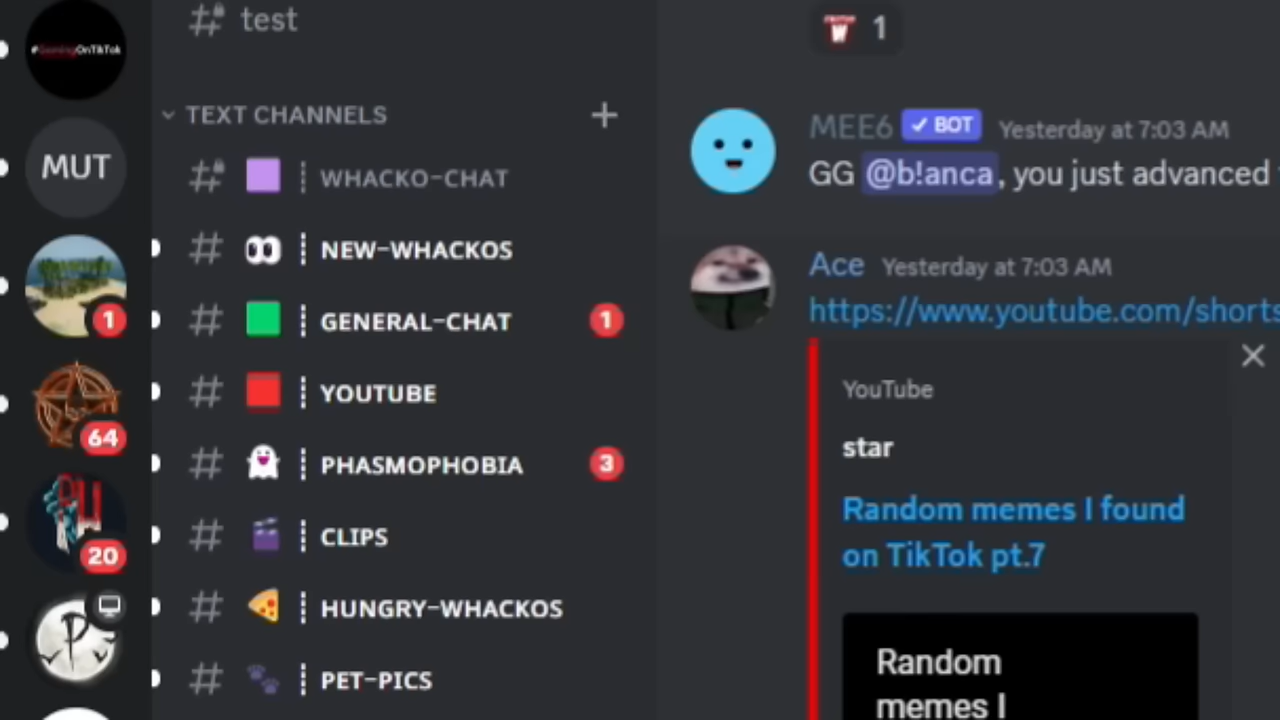 test
#GamingOnTikTok
TEXT CHANNELS
MUT
WHACKO-CHAT
NEW-WHACKOS
GENERAL-CHAT 1
1
YOUTUBE
64
PHASMOPHOBIA 3
CLIPS
20
HUNGRY-WHACKOS
PET-PICS
W 1
MEE6 BOT Yesterday at 7:03 AM
GG @b!anca, you just advanced
Ace Yesterday at 7:03 AM
https://www.youtube.com/shorts
YouTube
star
Random memes I found
on TikTok pt.7
Random
memes I